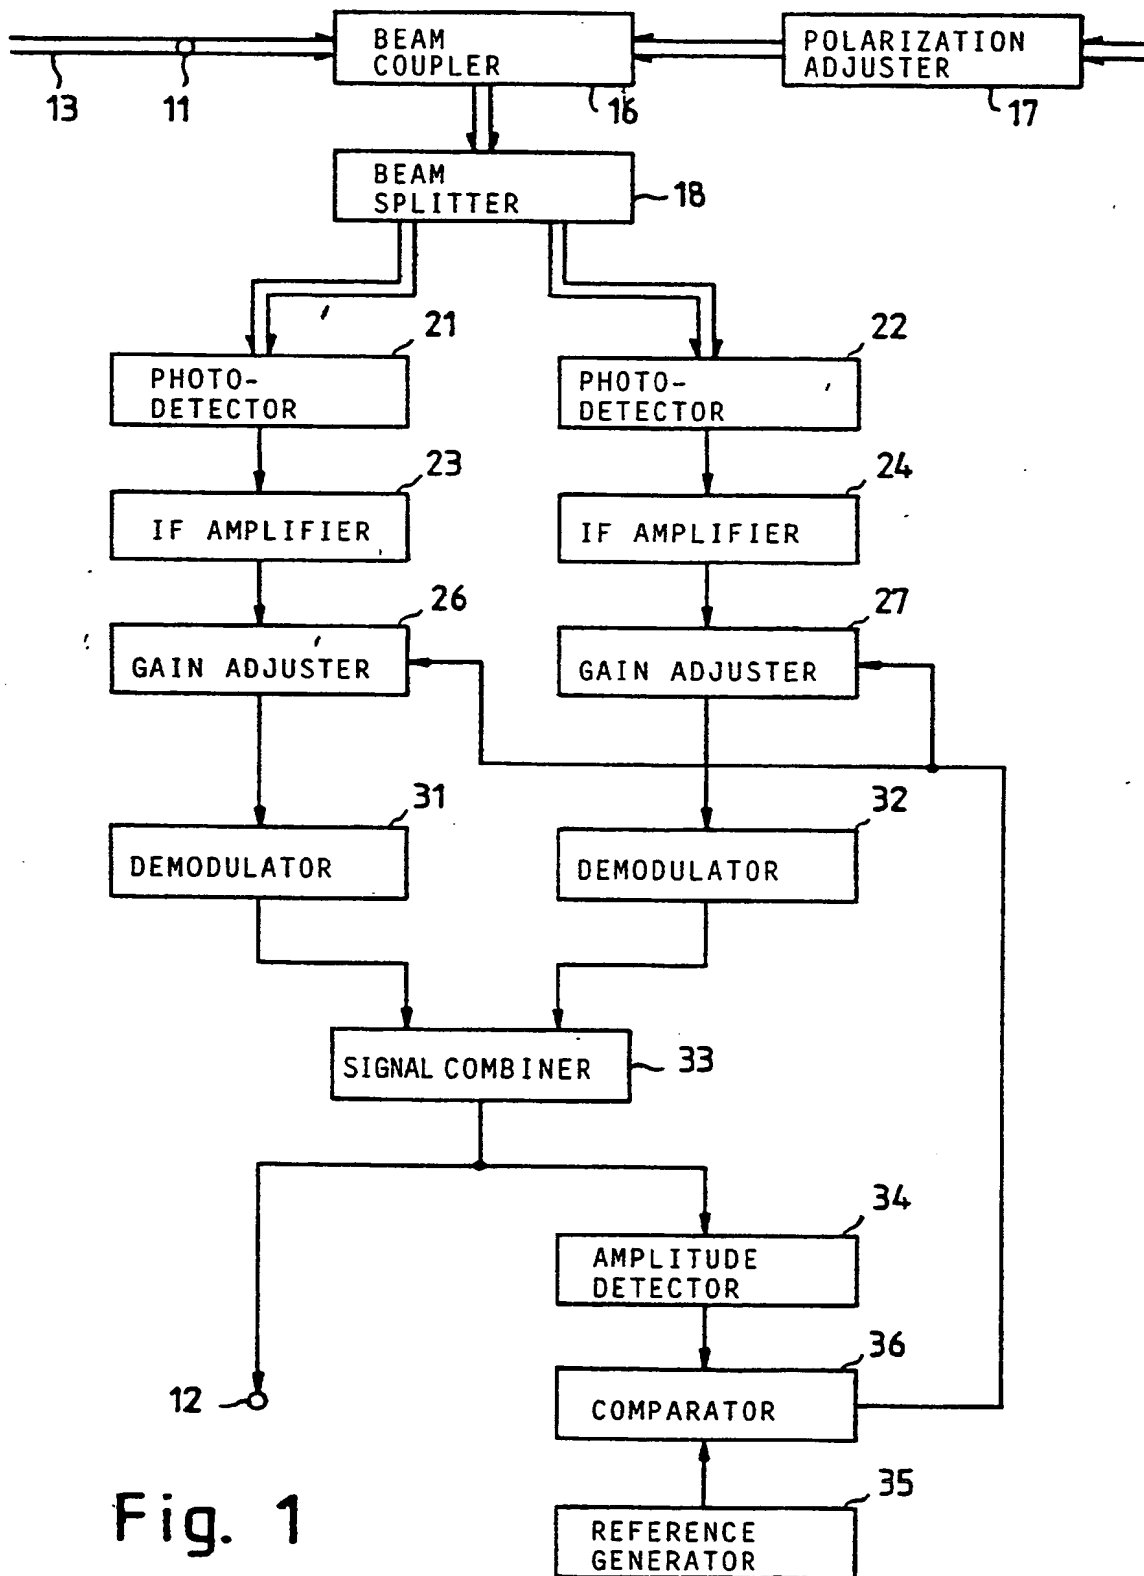 BEAM
COUPLER
POLARIZATION
ADJUSTER
13
11
16
17
BEAM
SPLITTER
18
21
22
PHOTO-
DETECTOR
PHOTO-
DETECTOR
23
24
IF AMPLIFIER
IF AMPLIFIER
26
27
GAIN ADJUSTER
GAIN ADJUSTER
31
32
DEMODULATOR
DEMODULATOR
SIGNAL COMBINER
33
34
AMPLITUDE
DETECTOR
36
12
COMPARATOR
35
Fig. 1
REFERENCE
GENERATOR